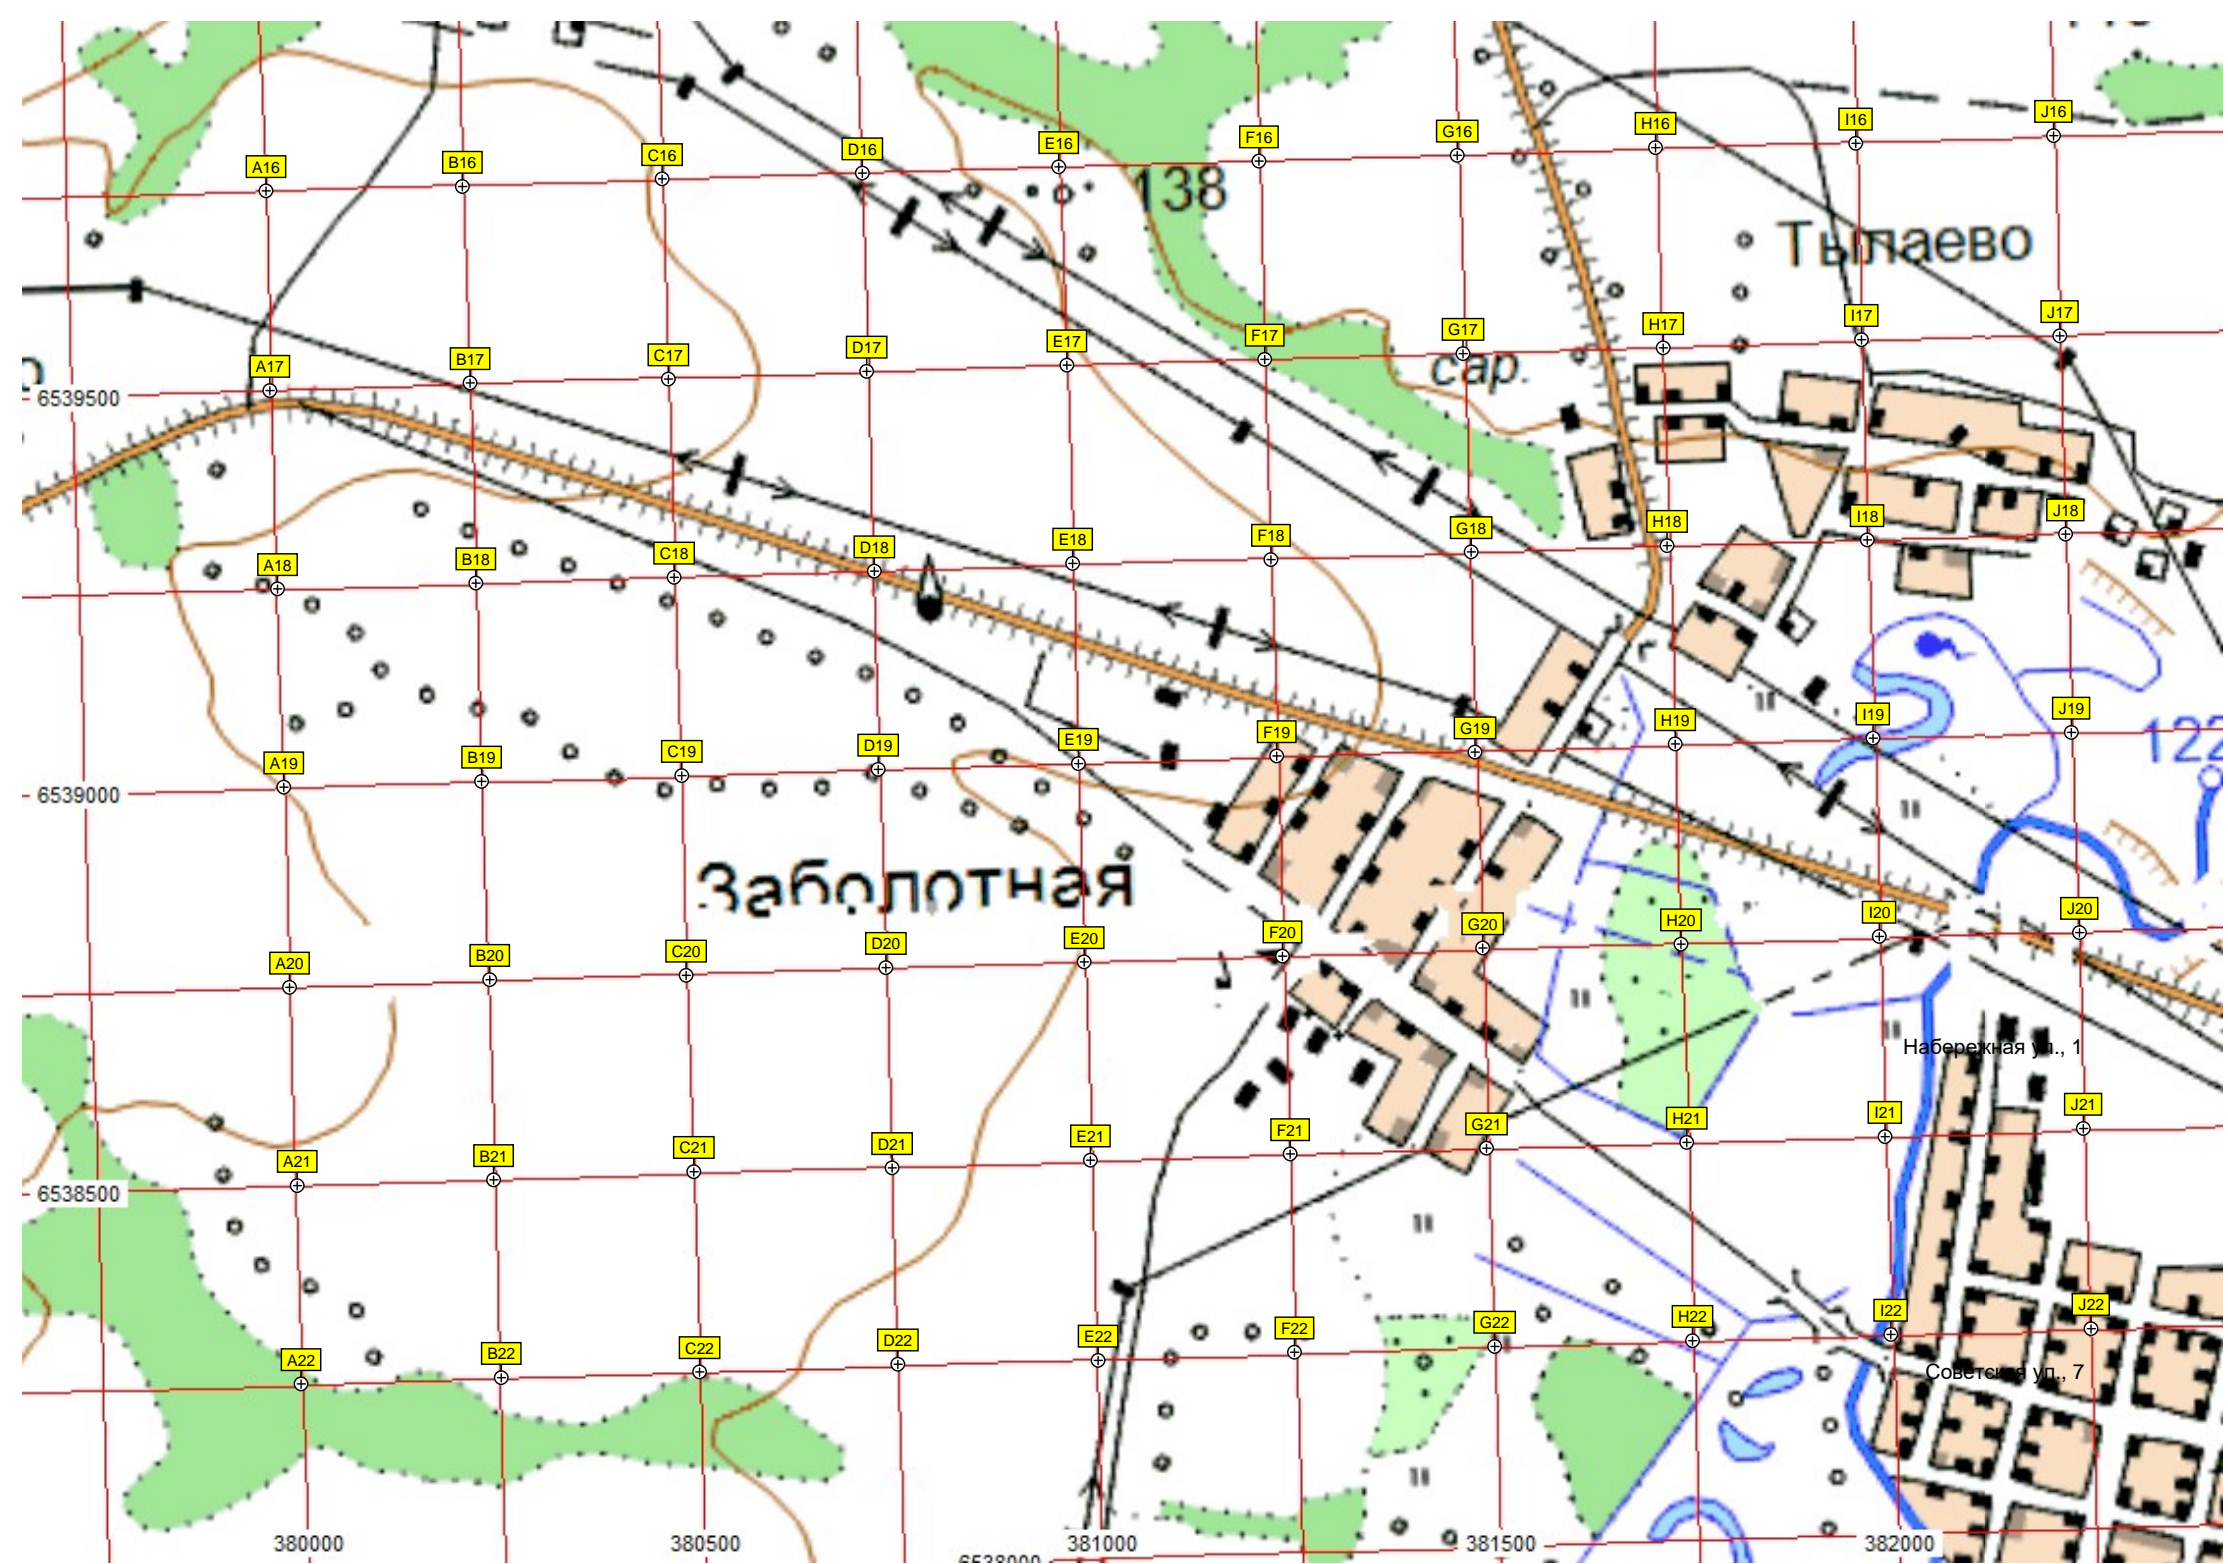 A16 B16 C16 D16 E16 F16 G16 H16 I16 J16
138
Тылаево
A17 B17 C17 D17 E17 F17 G17 H17 I17 J17
сар.
6539500
A18 B18 C18 D18 E18 F18 G18 H18 I18 J18
A19 B19 C19 D19 E19 F19 G19 H19 I19 J19
122
6539000
Заболотная
A20 B20 C20 D20 E20 F20 G20 H20 I20 J20
Набережная ул., 1
A21 B21 C21 D21 E21 F21 G21 H21 I21 J21
6538500
A22 B22 C22 D22 E22 F22 G22 H22 I22 J22
Советская ул., 7
380000 380500 381000 381500 382000
6538000